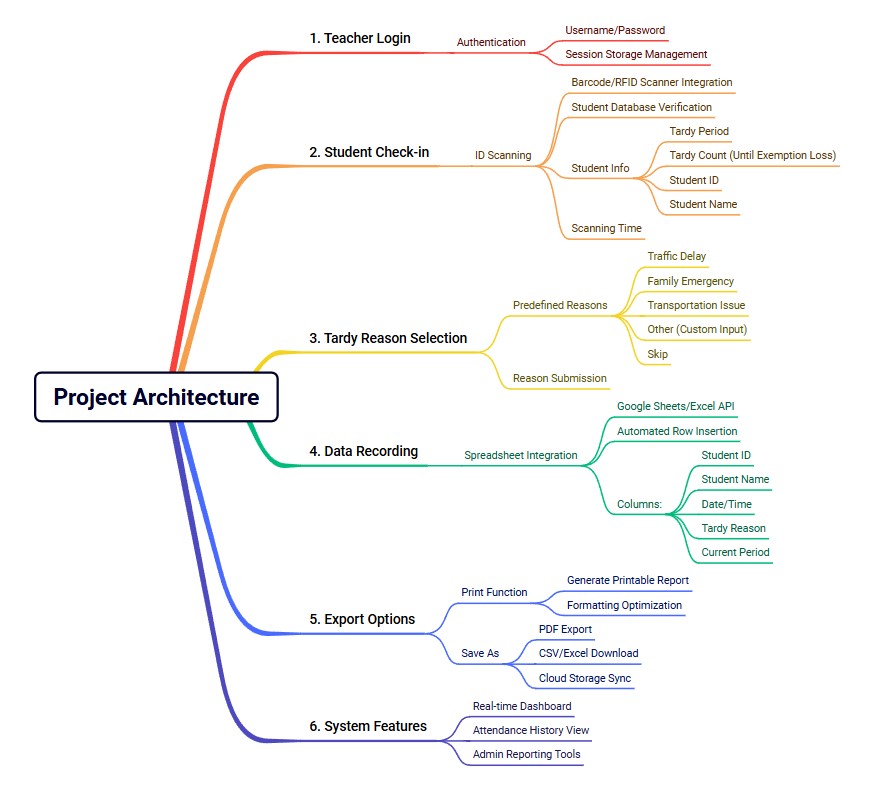 Project Architecture
1. Teacher Login
Authentication
Username/Password
Session Storage Management
2. Student Check-in
ID Scanning
Barcode/RFID Scanner Integration
Student Database Verification
Student Info
Tardy Period
Tardy Count (Until Exemption Loss)
Student ID
Student Name
Scanning Time
3. Tardy Reason Selection
Predefined Reasons
Traffic Delay
Family Emergency
Transportation Issue
Other (Custom Input)
Skip
Reason Submission
4. Data Recording
Spreadsheet Integration
Google Sheets/Excel API
Automated Row Insertion
Columns:
Student ID
Student Name
Date/Time
Tardy Reason
Current Period
5. Export Options
Print Function
Generate Printable Report
Formatting Optimization
Save As
PDF Export
CSV/Excel Download
Cloud Storage Sync
6. System Features
Real-time Dashboard
Attendance History View
Admin Reporting Tools